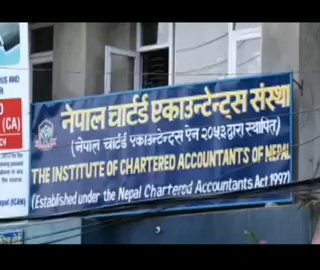 नेपाल चार्टर्ड एकाउन्टेन्ट्स संस्था
(नेपाल चार्टर्ड एकाउन्टेन्ट्स ऐन २०५३ द्वारा स्थापित)
THE INSTITUTE OF CHARTERED ACCOUNTANTS OF NEPAL
(Established under the Nepal Chartered Accountants Act 1997)
(CA)